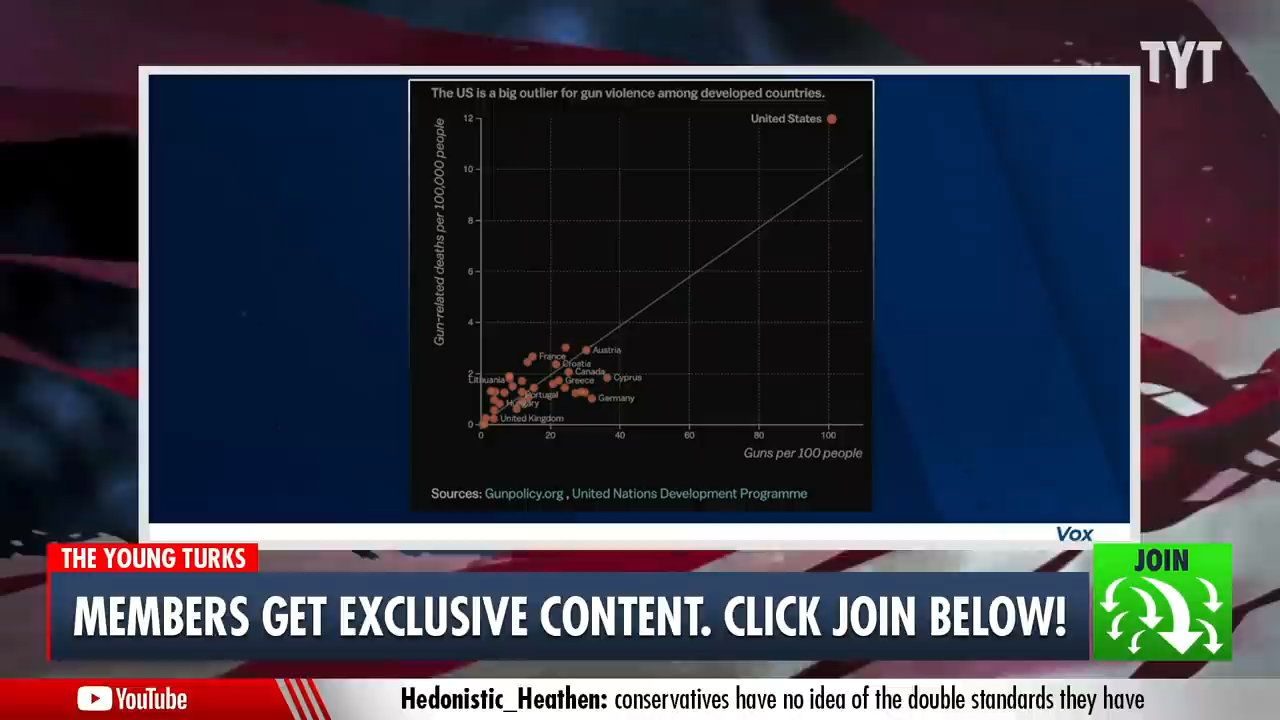 TYT
The US is a big outlier for gun violence among developed countries.
Gun-related deaths per 100,000 people
12
10
8
6
4
2
0
United States
France
Austria
Croatia
Canada
Lithuania
Greece
Cyprus
Portugal
Hungary
Germany
United Kingdom
0 20 40 60 80 100
Guns per 100 people
Sources: Gunpolicy.org , United Nations Development Programme
Vox
THE YOUNG TURKS
JOIN
MEMBERS GET EXCLUSIVE CONTENT. CLICK JOIN BELOW!
YouTube
Hedonistic_Heathen: conservatives have no idea of the double standards they have